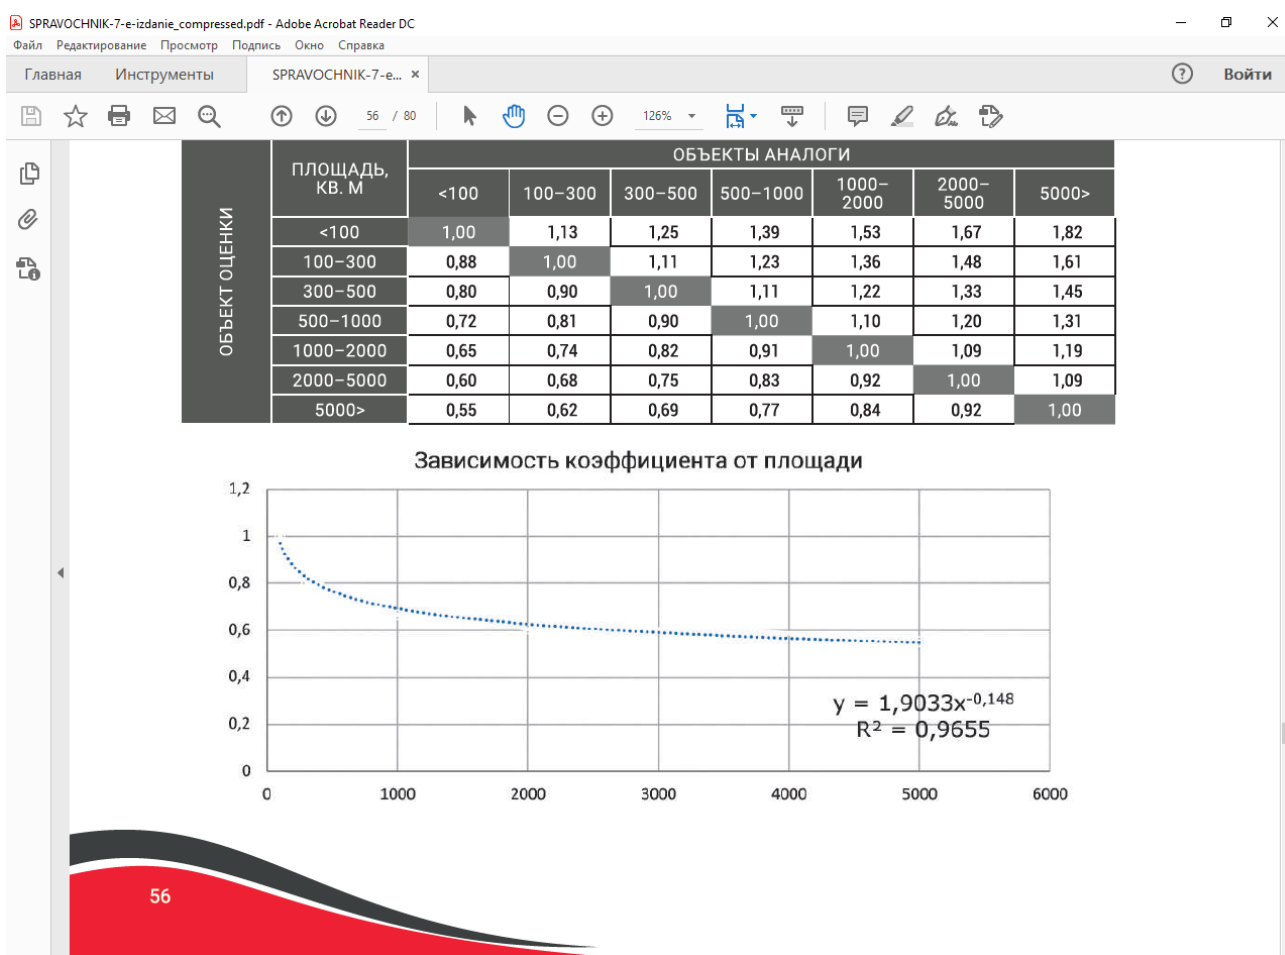 SPRAVOCHNIK-7-e-izdanie_compressed.pdf - Adobe Acrobat Reader DC
Файл Редактирование Просмотр Подпись Окно Справка
Главная Инструменты SPRAVOCHNIK-7-e... × ? Войти
56 / 80 126%
ОБЪЕКТ ОЦЕНКИ
ПЛОЩАДЬ, КВ. М
ОБЪЕКТЫ АНАЛОГИ
<100 100–300 300–500 500–1000 1000–2000 2000–5000 5000>
<100 1,00 1,13 1,25 1,39 1,53 1,67 1,82
100–300 0,88 1,00 1,11 1,23 1,36 1,48 1,61
300–500 0,80 0,90 1,00 1,11 1,22 1,33 1,45
500–1000 0,72 0,81 0,90 1,00 1,10 1,20 1,31
1000–2000 0,65 0,74 0,82 0,91 1,00 1,09 1,19
2000–5000 0,60 0,68 0,75 0,83 0,92 1,00 1,09
5000> 0,55 0,62 0,69 0,77 0,84 0,92 1,00
Зависимость коэффициента от площади
1,2
1
0,8
0,6
0,4
0,2
0
y = 1,9033x^-0,148
R² = 0,9655
0 1000 2000 3000 4000 5000 6000
56